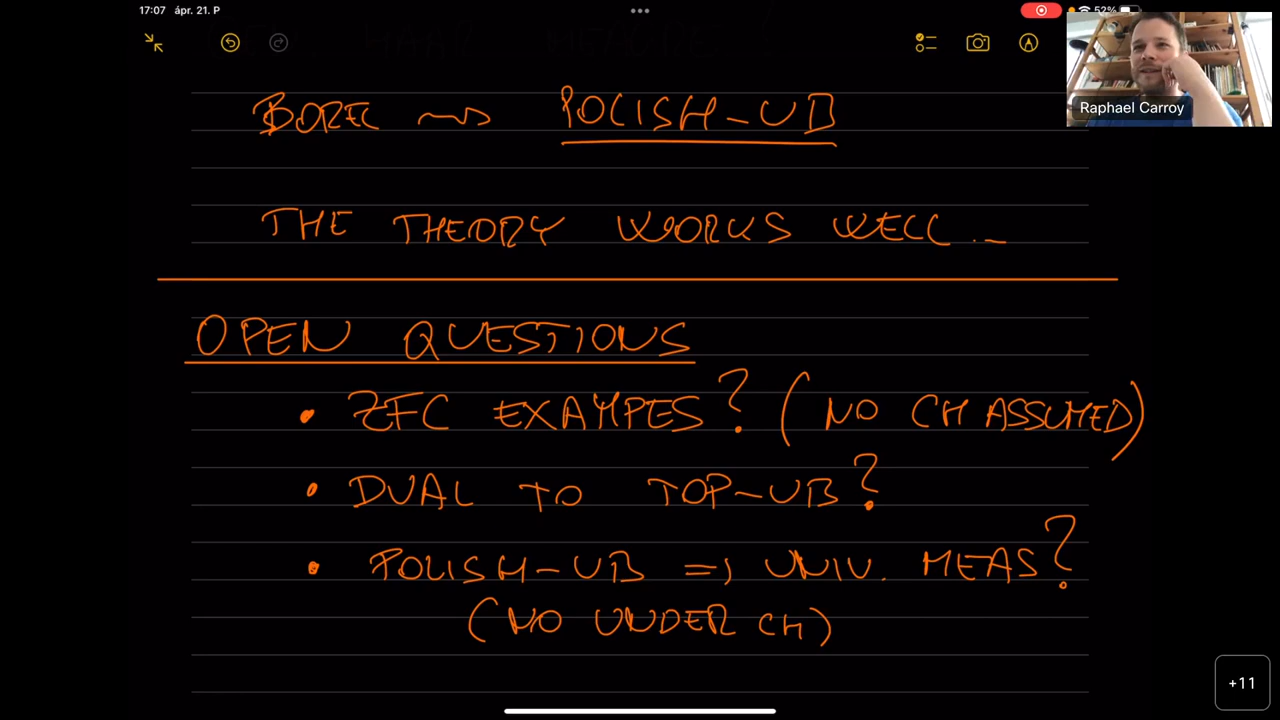 17:07 ápr. 21. P
52%
Raphael Carroy
BOREL ⇝ POLISH-UB
THE THEORY WORKS WELL...
OPEN QUESTIONS
• ZFC EXAMPES? (NO CH ASSUMED)
• DUAL TO TOP-UB?
• POLISH-UB => UNIV. MEAS?
(NO UNDER CH)
+11